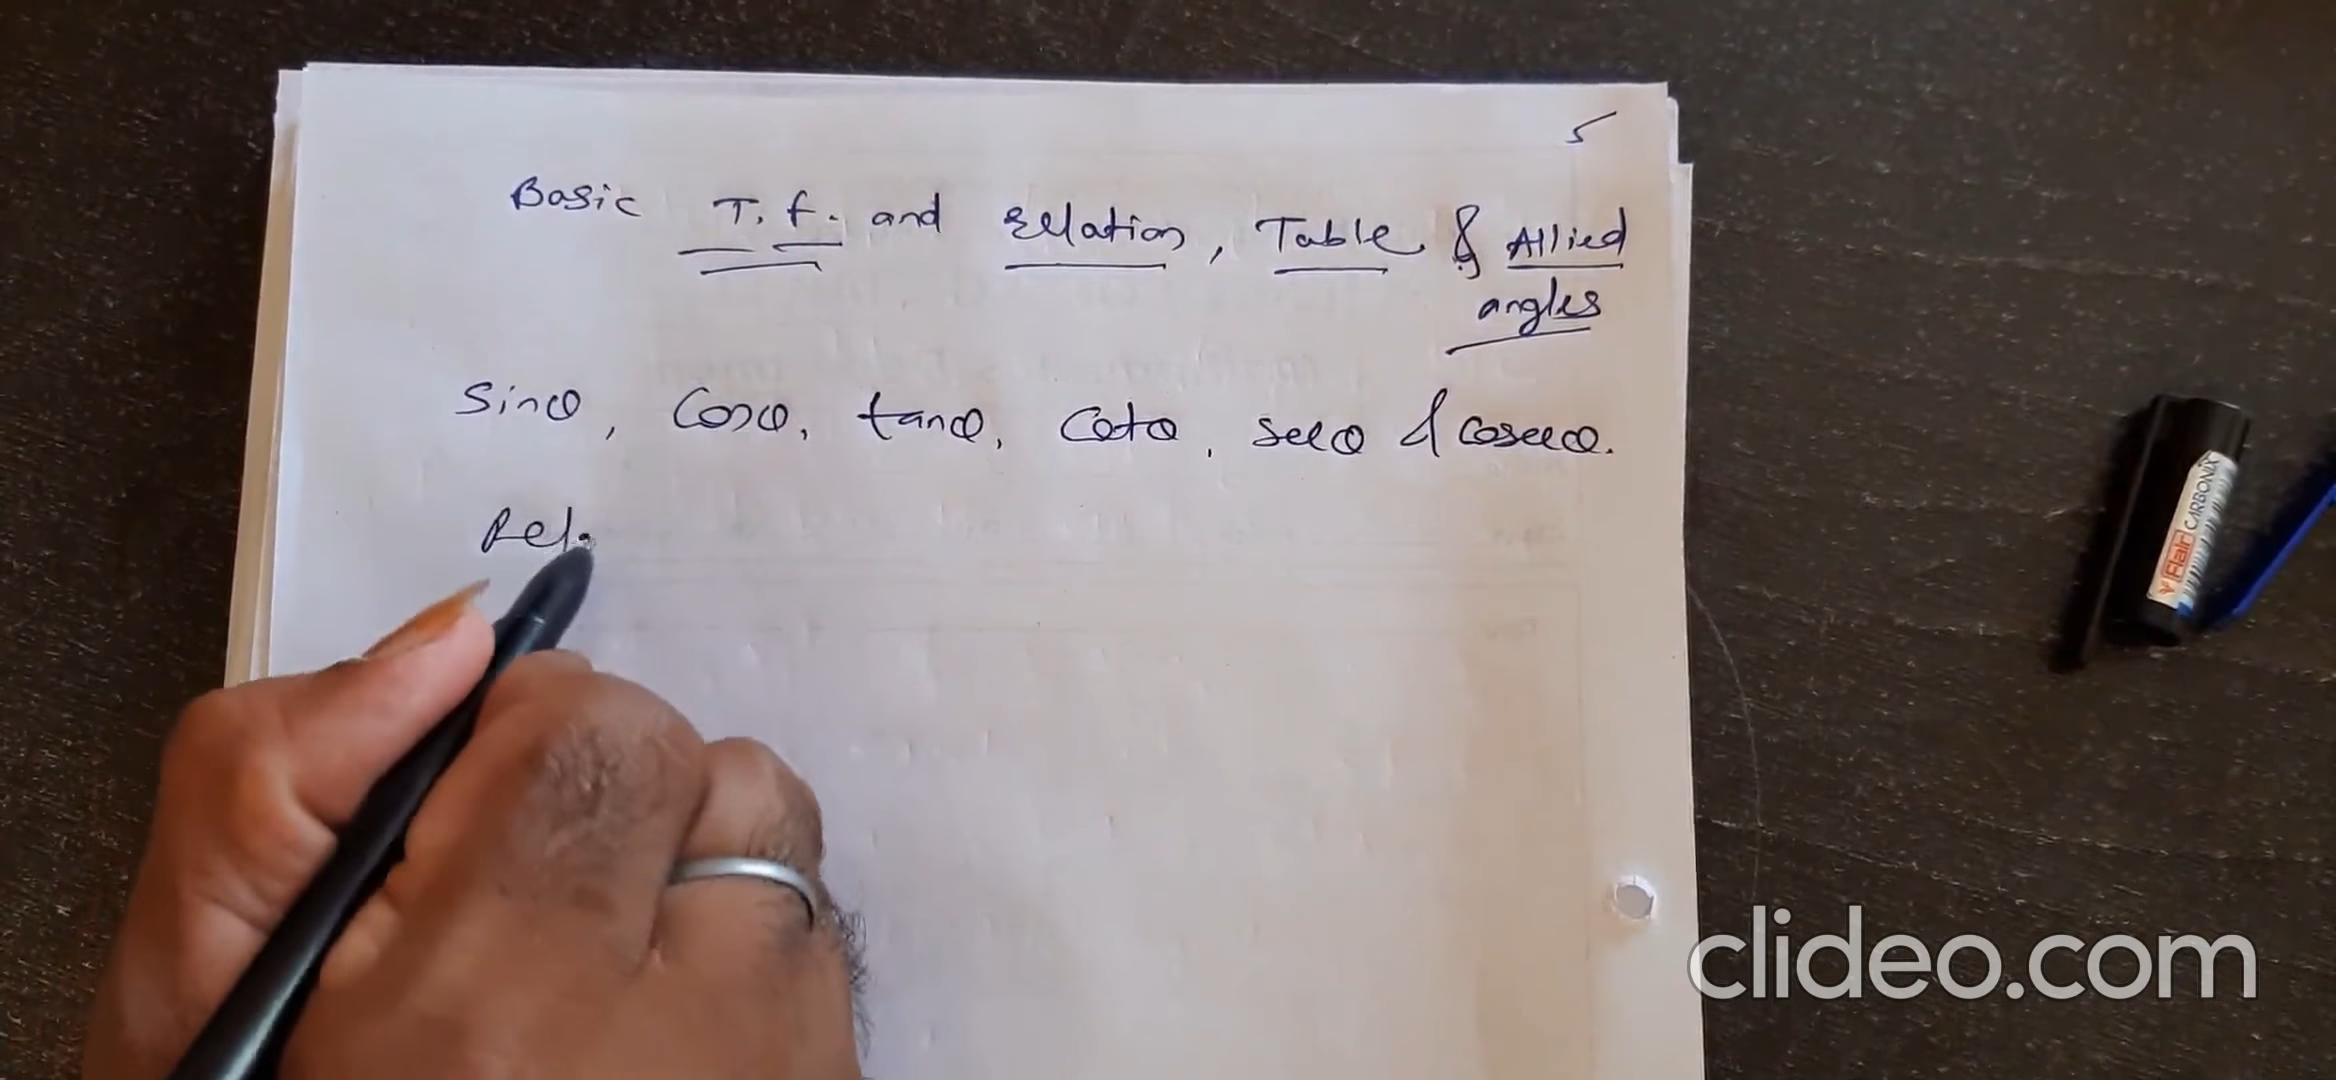 5
Basic T.f. and relation, Table & Allied
angles
Sinθ, Cosθ, tanθ, Cotθ, secθ & cosecθ.
Rel
Flair CARBONIX
clideo.com